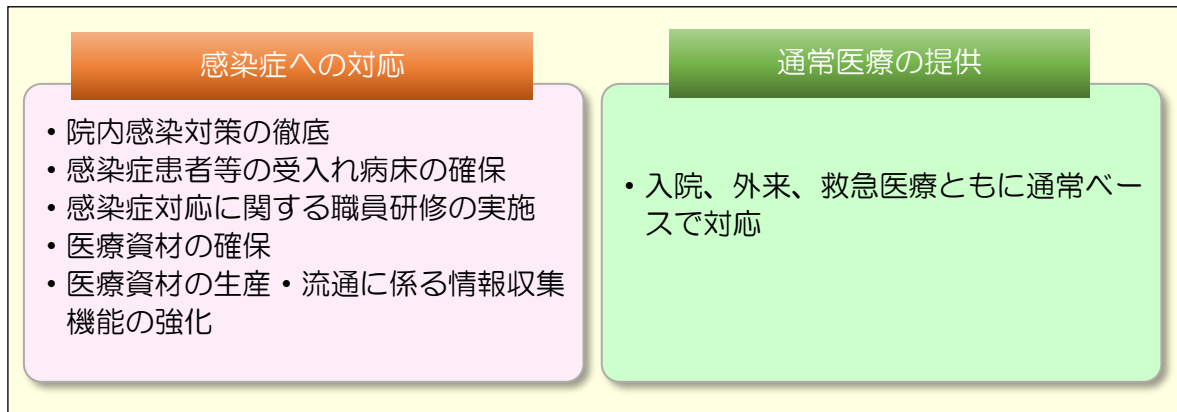 感染症への対応
・院内感染対策の徹底
・感染症患者等の受入れ病床の確保
・感染症対応に関する職員研修の実施
・医療資材の確保
・医療資材の生産・流通に係る情報収集
機能の強化
通常医療の提供
・入院、外来、救急医療ともに通常ベー
スで対応